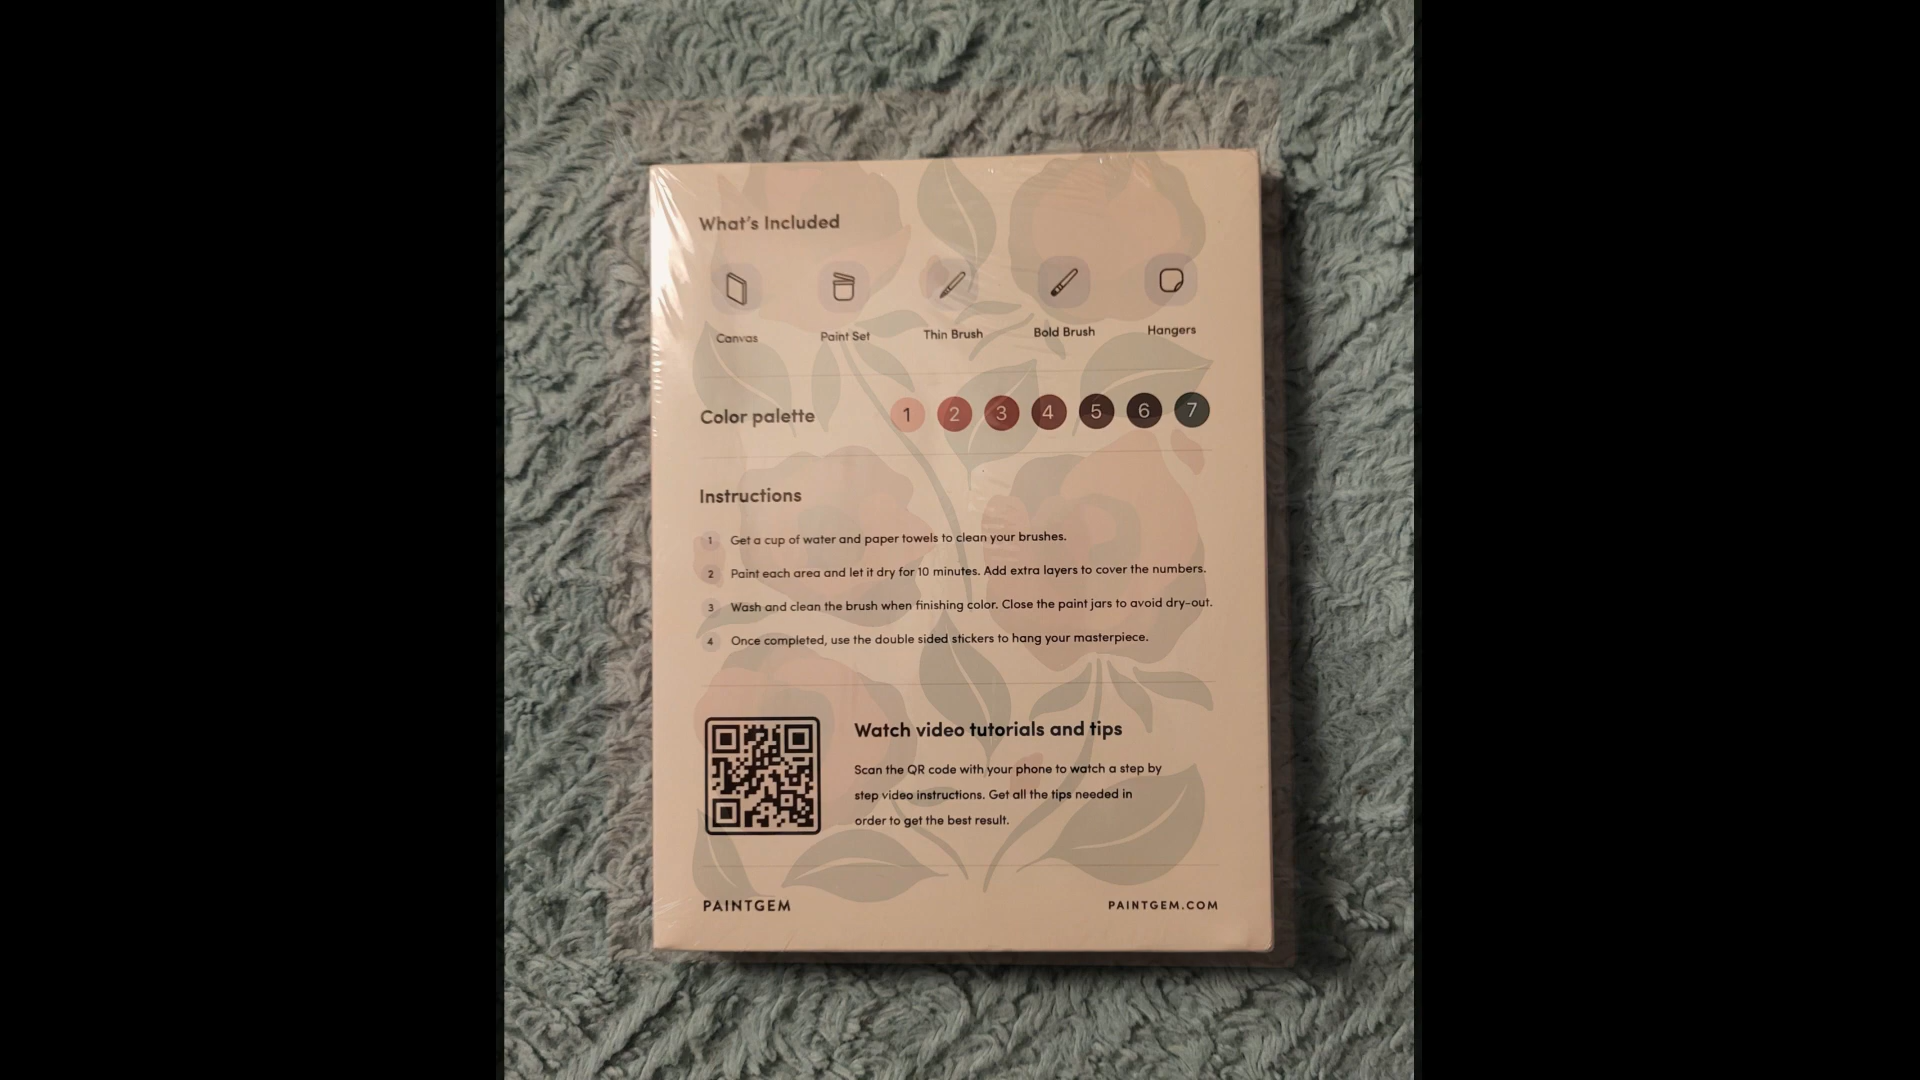 What's Included
Canvas Paint Set Thin Brush Bold Brush Hangers
Color palette 1 2 3 4 5 6 7
Instructions
1 Get a cup of water and paper towels to clean your brushes.
2 Paint each area and let it dry for 10 minutes. Add extra layers to cover the numbers.
3 Wash and clean the brush when finishing color. Close the paint jars to avoid dry-out.
4 Once completed, use the double sided stickers to hang your masterpiece.
Watch video tutorials and tips
Scan the QR code with your phone to watch a step by
step video instructions. Get all the tips needed in
order to get the best result.
PAINTGEM PAINTGEM.COM